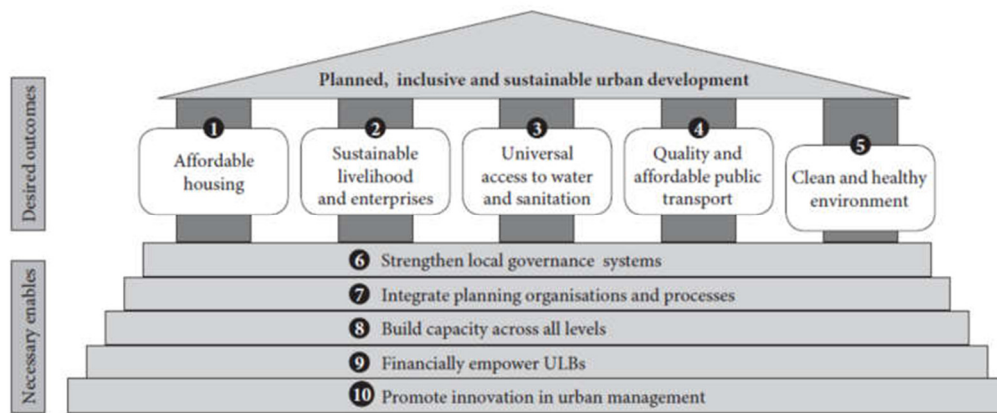 Planned, inclusive and sustainable urban development
Desired outcomes
1
Affordable
housing
2
Sustainable
livelihood
and enterprises
3
Universal
access to water
and sanitation
4
Quality and
affordable public
transport
5
Clean and healthy
environment
Necessary enables
6 Strengthen local governance systems
7 Integrate planning organisations and processes
8 Build capacity across all levels
9 Financially empower ULBs
10 Promote innovation in urban management